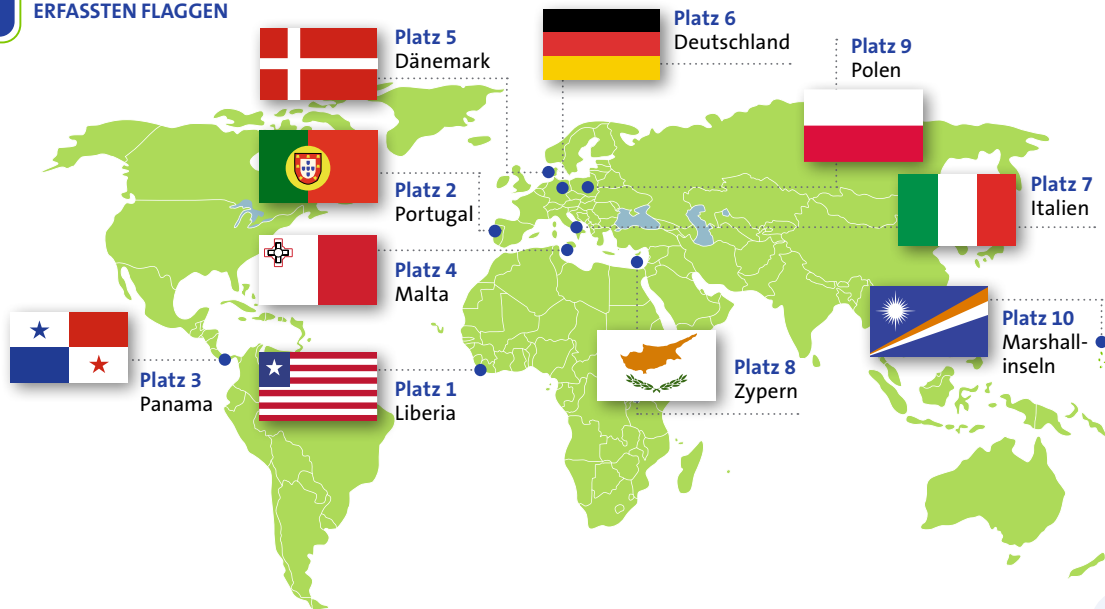 ERFASSTEN FLAGGEN
Platz 5
Dänemark
Platz 6
Deutschland
Platz 9
Polen
Platz 2
Portugal
Platz 7
Italien
Platz 4
Malta
Platz 10
Marshall-
inseln
Platz 3
Panama
Platz 1
Liberia
Platz 8
Zypern